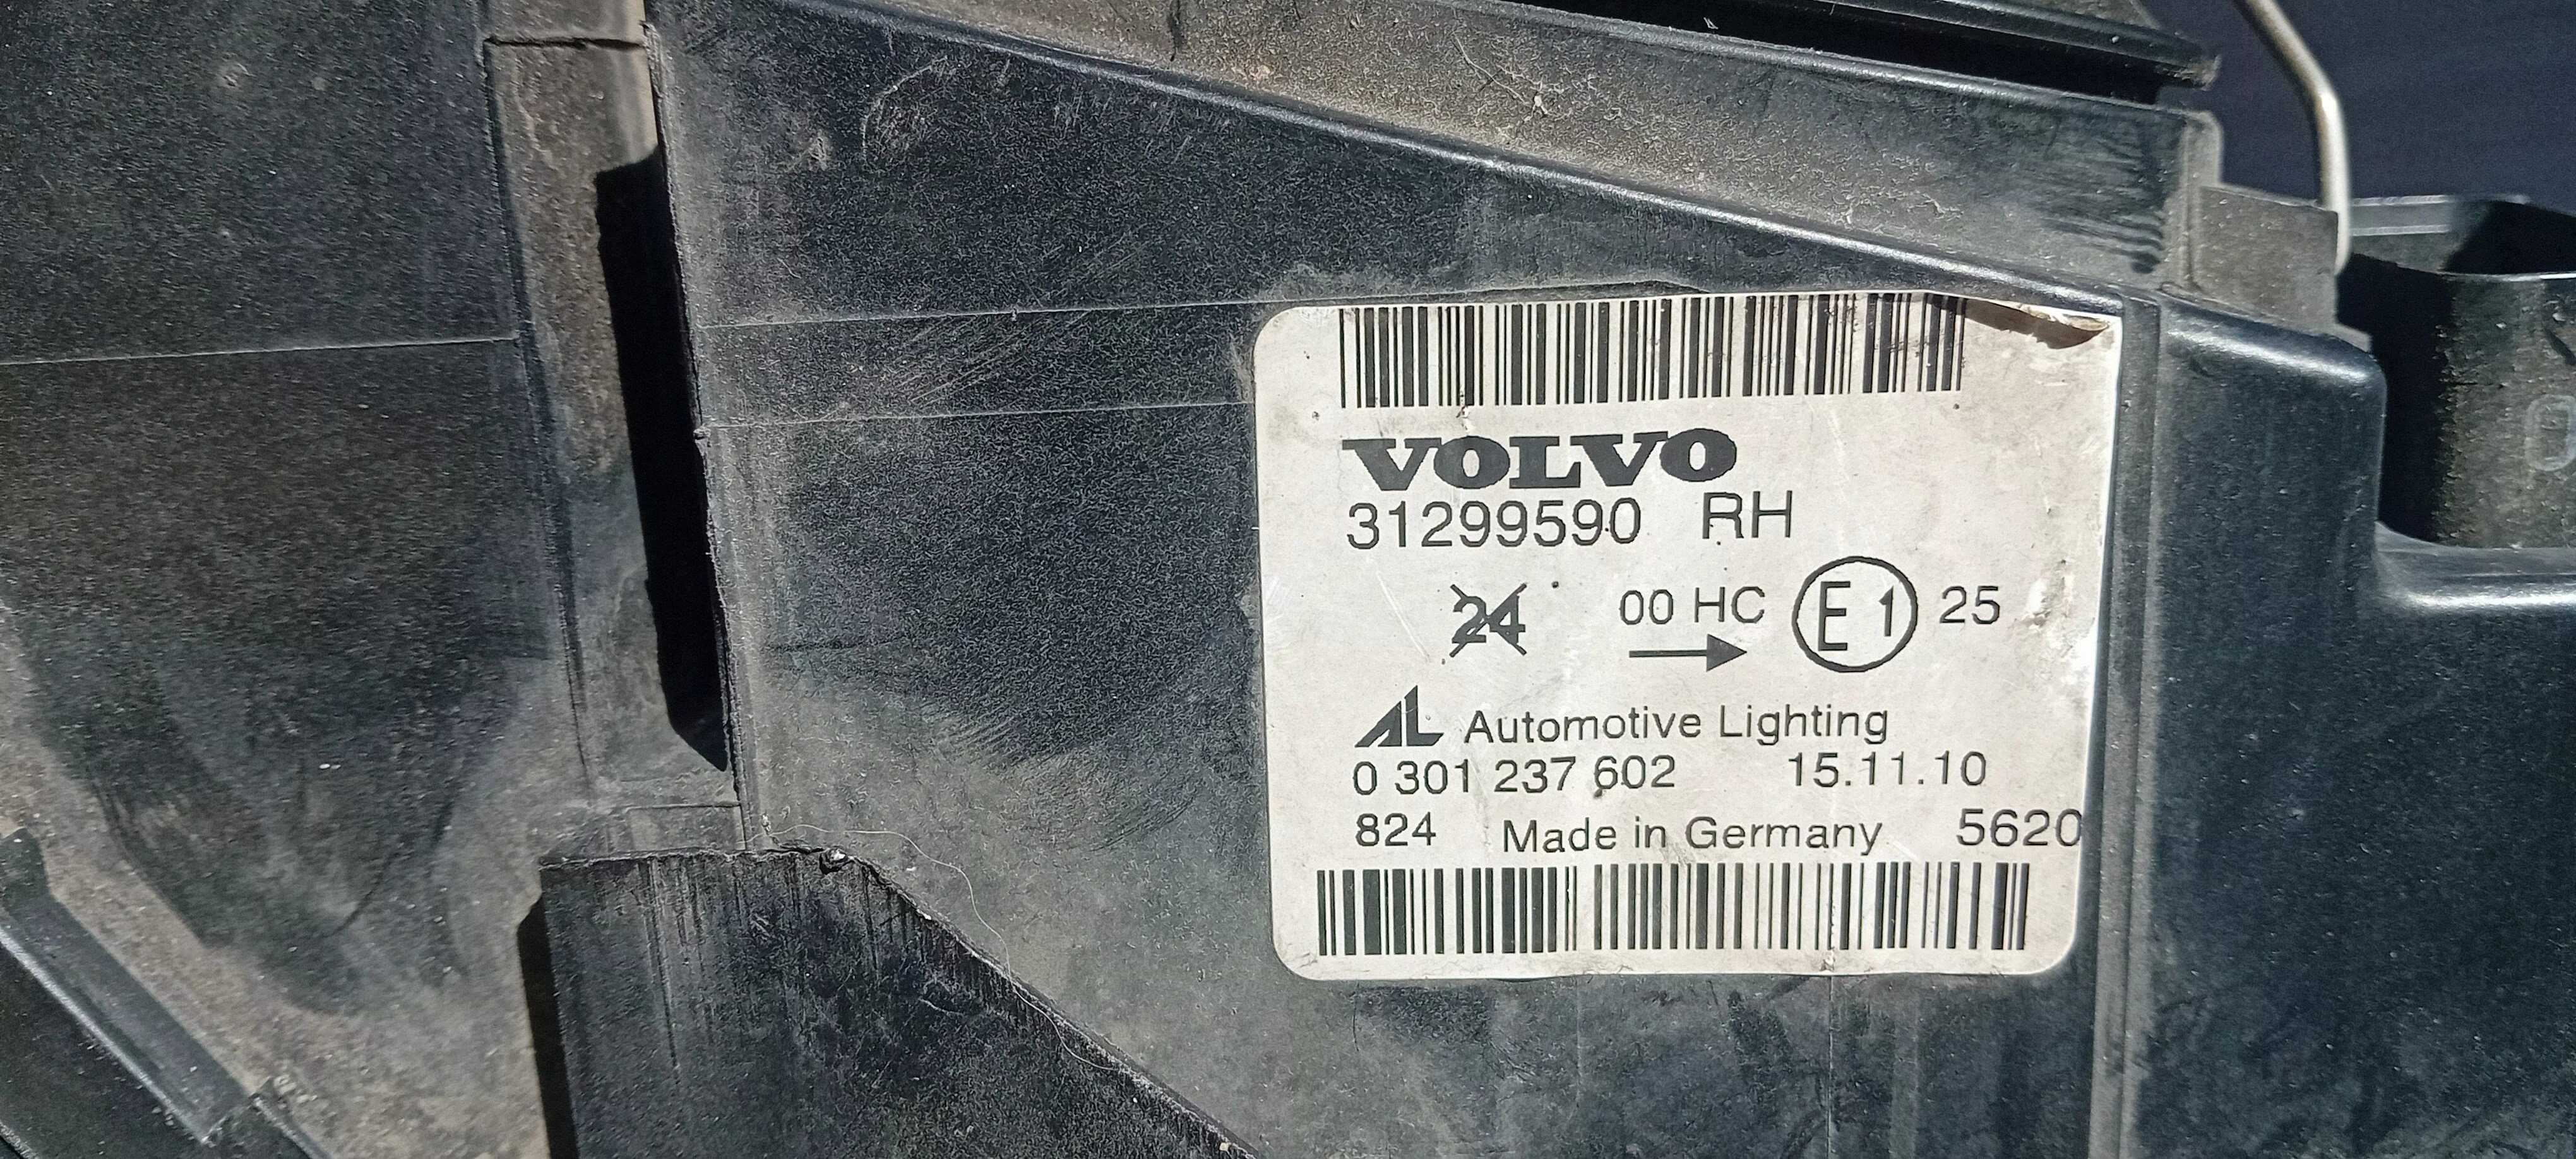 VOLVO
31299590 RH
24 00 HC E1 25
AL Automotive Lighting
0 301 237 602 15.11.10
824 Made in Germany 5620